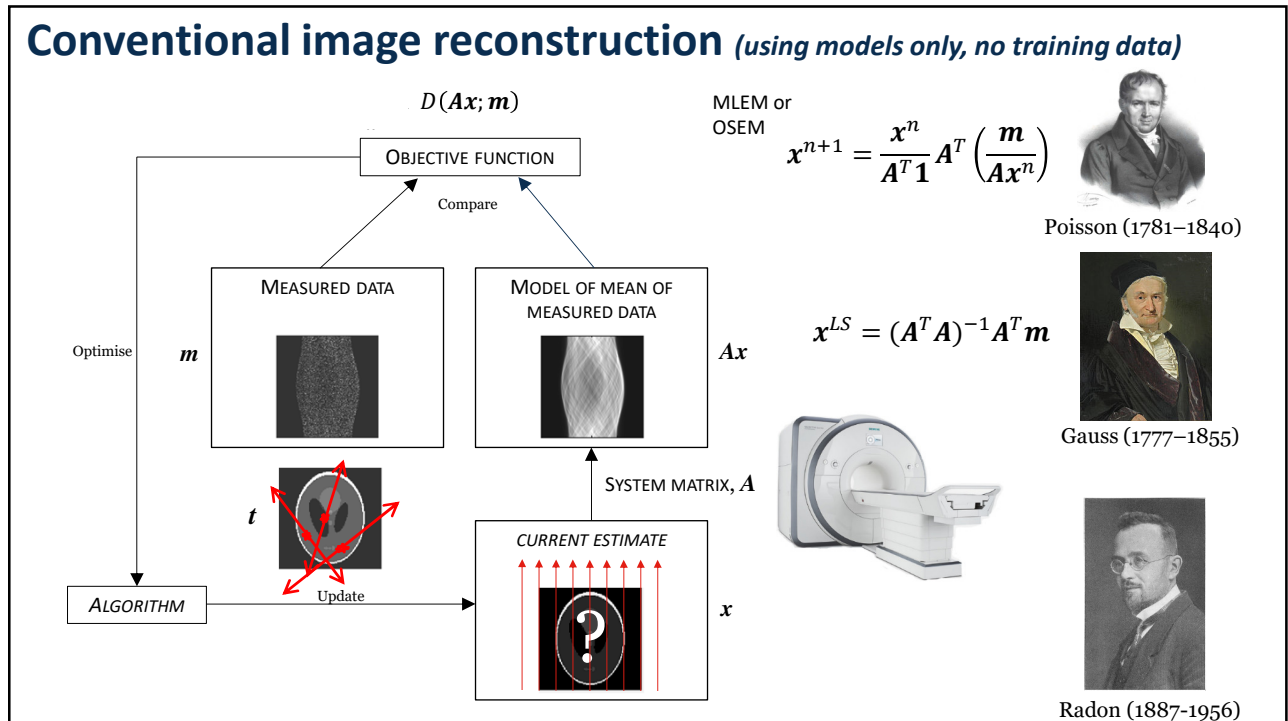 Conventional image reconstruction (using models only, no training data)
D(Ax; m)
OBJECTIVE FUNCTION
Compare
MEASURED DATA
m
MODEL OF MEAN OF
MEASURED DATA
Ax
Optimise
t
SYSTEM MATRIX, A
CURRENT ESTIMATE
?
x
ALGORITHM
Update
MLEM or
OSEM
x^{n+1} = \frac{x^n}{A^T 1} A^T \left( \frac{m}{Ax^n} \right)
Poisson (1781–1840)
x^{LS} = (A^T A)^{-1} A^T m
Gauss (1777–1855)
Radon (1887-1956)